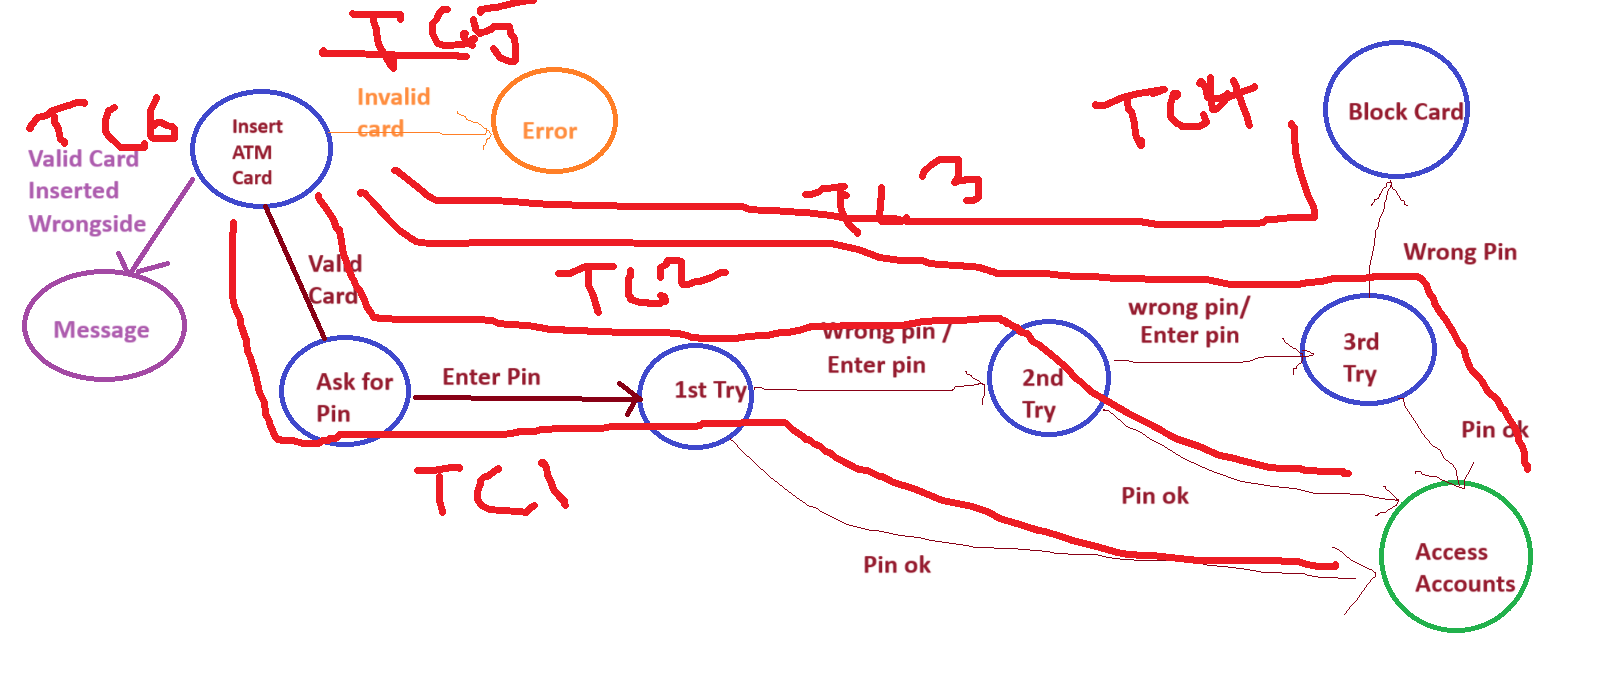 TC5
Invalid
card
Error
TC6
Insert
ATM
Card
Valid Card
Inserted
Wrongside
Message
TC4
Block Card
TC3
Wrong Pin
TC2
Valid
Card
wrong pin/
Enter pin
Wrong pin /
Enter pin
3rd
Try
Ask for
Pin
Enter Pin
1st Try
2nd
Try
Pin ok
TC1
Pin ok
Pin ok
Access
Accounts